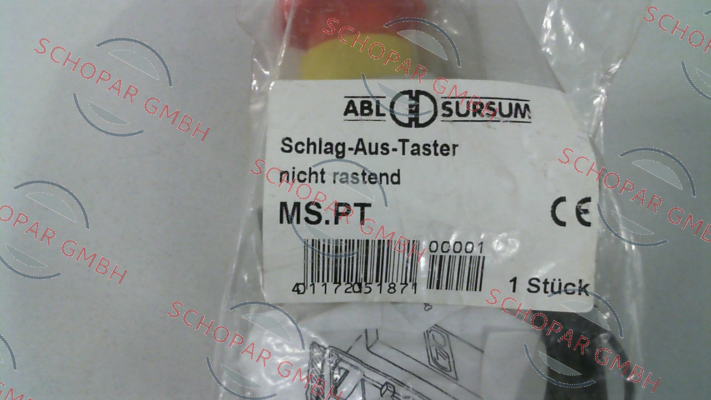 ABL SURSUM
Schlag-Aus-Taster
nicht rastend
MS.PT
CE
00001
4011720518710
1 Stück
SCHOPAR GMBH
SCHOPAR GMBH
SCHOPAR GMBH
SCHOPAR GMBH
SCHOPAR GMBH
SCHOPAR GMBH
SCHOPAR GMBH